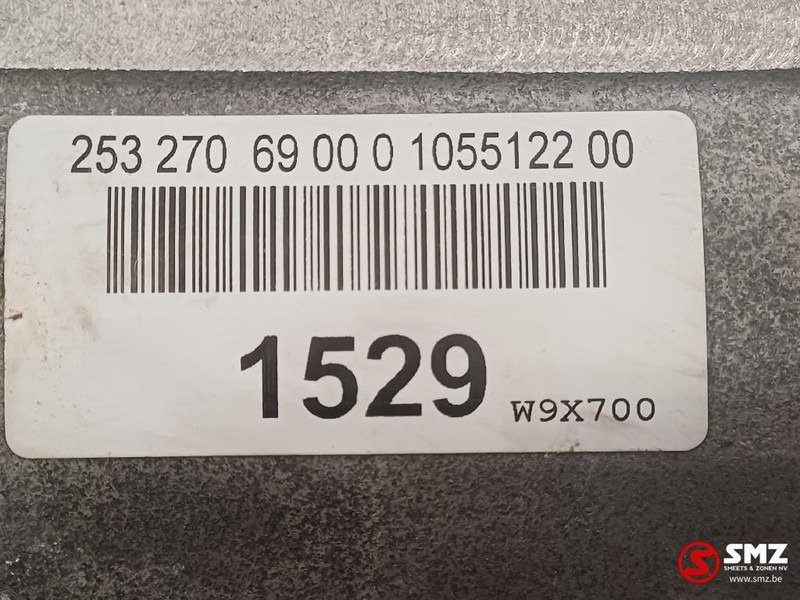 253 270 69 00 0 1055122 00
1529 W9X700
SMZ
SMEETS & ZONEN NV
www.smz.be